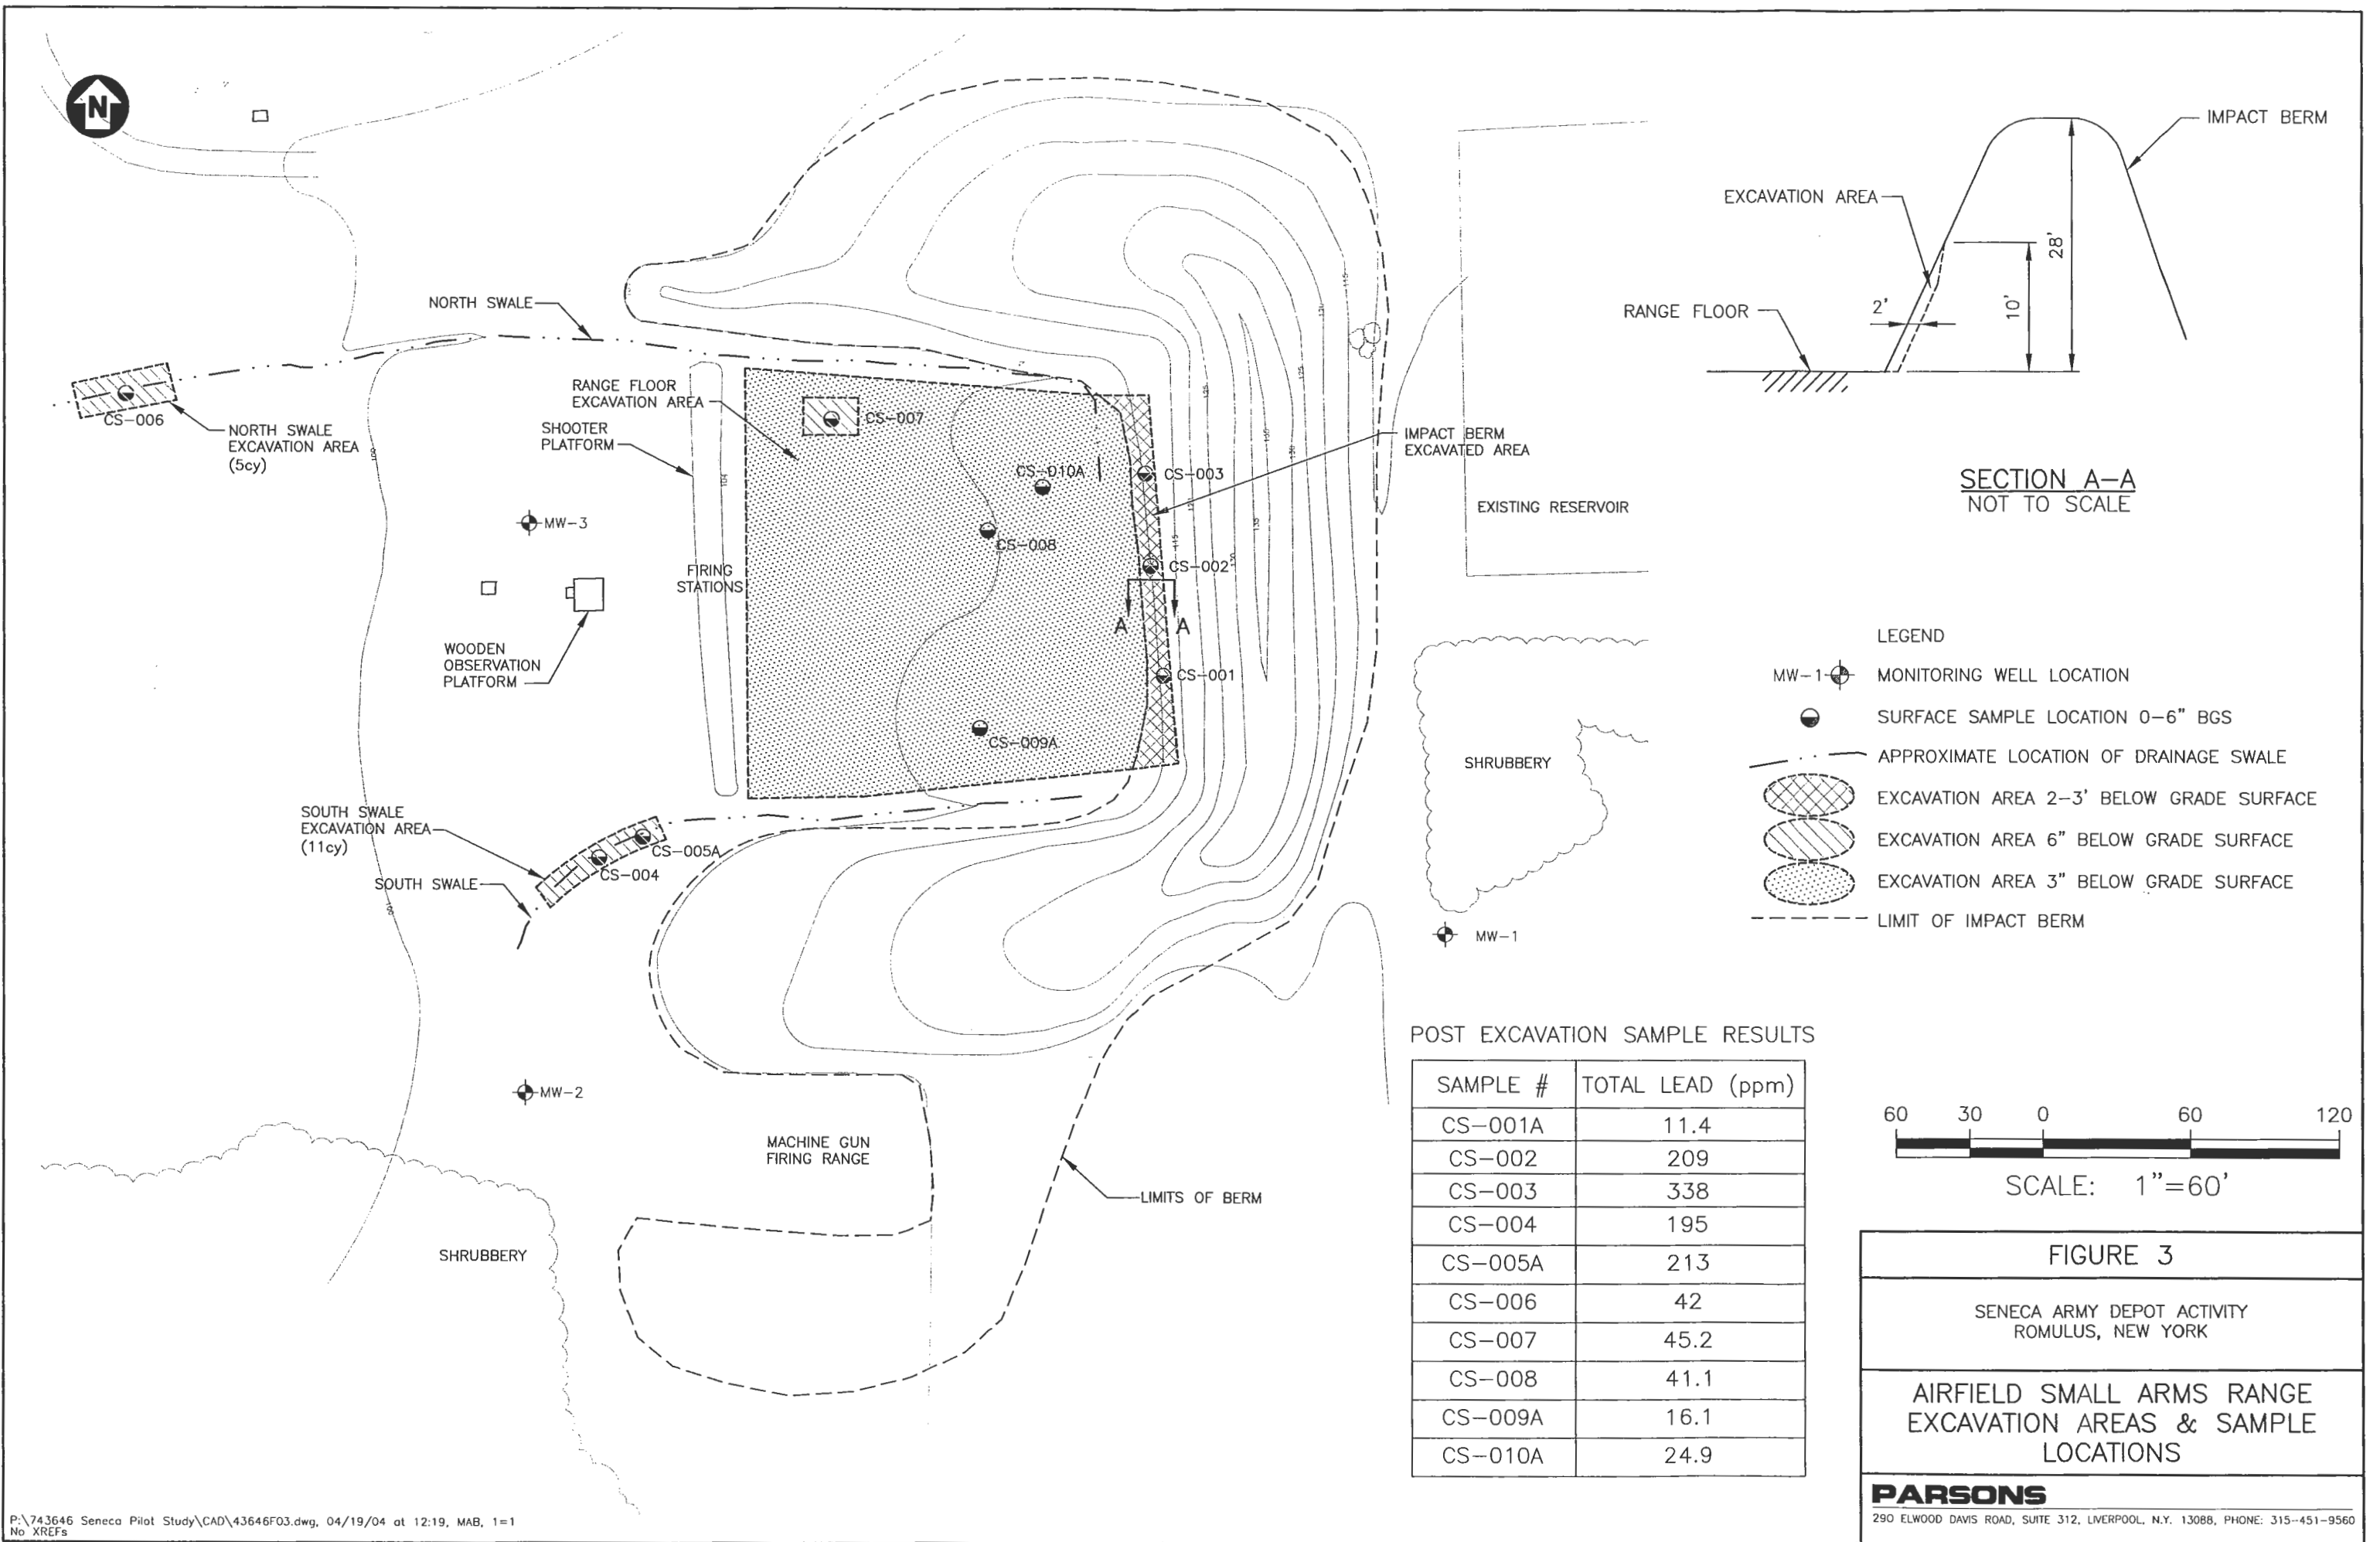 N
NORTH SWALE
CS-006
NORTH SWALE
EXCAVATION AREA
(5cy)
RANGE FLOOR
EXCAVATION AREA
SHOOTER
PLATFORM
CS-007
CS-010A
CS-003
IMPACT BERM
EXCAVATED AREA
CS-008
CS-002
MW-3
FIRING
STATIONS
WOODEN
OBSERVATION
PLATFORM
A
A
CS-001
CS-009A
SOUTH SWALE
EXCAVATION AREA
(11cy)
CS-005A
CS-004
SOUTH SWALE
MW-2
MACHINE GUN
FIRING RANGE
LIMITS OF BERM
SHRUBBERY
EXISTING RESERVOIR
SHRUBBERY
MW-1
104
115
120
125
130
135
IMPACT BERM
EXCAVATION AREA
RANGE FLOOR
2'
10'
28'
SECTION A-A
NOT TO SCALE
LEGEND
MW-1 MONITORING WELL LOCATION
SURFACE SAMPLE LOCATION 0-6" BGS
APPROXIMATE LOCATION OF DRAINAGE SWALE
EXCAVATION AREA 2-3' BELOW GRADE SURFACE
EXCAVATION AREA 6" BELOW GRADE SURFACE
EXCAVATION AREA 3" BELOW GRADE SURFACE
LIMIT OF IMPACT BERM
POST EXCAVATION SAMPLE RESULTS
SAMPLE # TOTAL LEAD (ppm)
CS-001A 11.4
CS-002 209
CS-003 338
CS-004 195
CS-005A 213
CS-006 42
CS-007 45.2
CS-008 41.1
CS-009A 16.1
CS-010A 24.9
60 30 0 60 120
SCALE: 1"=60'
FIGURE 3
SENECA ARMY DEPOT ACTIVITY
ROMULUS, NEW YORK
AIRFIELD SMALL ARMS RANGE
EXCAVATION AREAS & SAMPLE
LOCATIONS
PARSONS
290 ELWOOD DAVIS ROAD, SUITE 312, LIVERPOOL, N.Y. 13088, PHONE: 315-451-9560
P:\743646 Seneca Pilot Study\CAD\43646F03.dwg, 04/19/04 at 12:19, MAB, 1=1
No XREFs